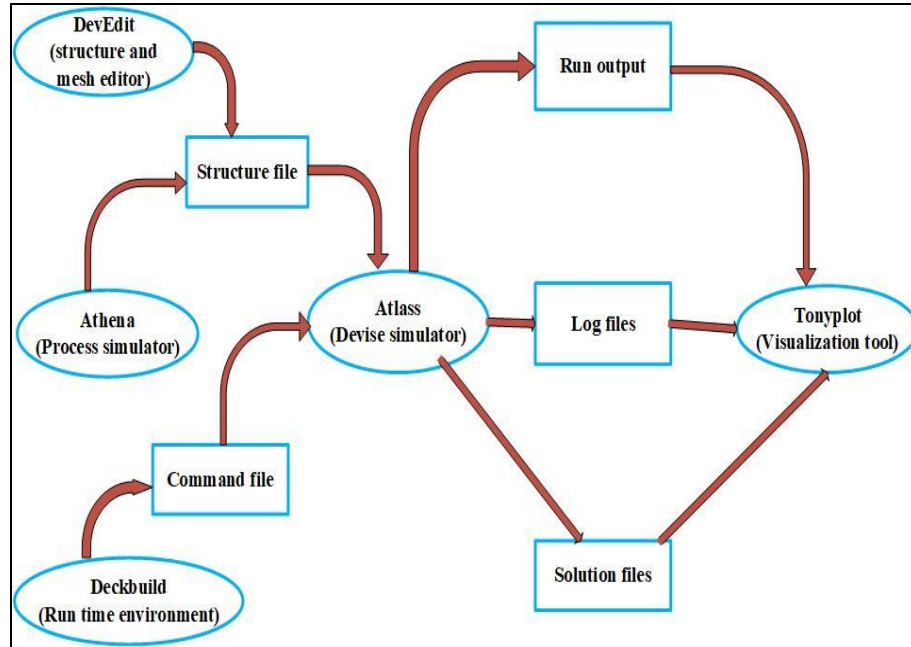 DevEdit
(structure and
mesh editor)
Run output
Structure file
Athena
(Process simulator)
Atlass
(Devise simulator)
Log files
Tonyplot
(Visualization tool)
Command file
Deckbuild
(Run time environment)
Solution files